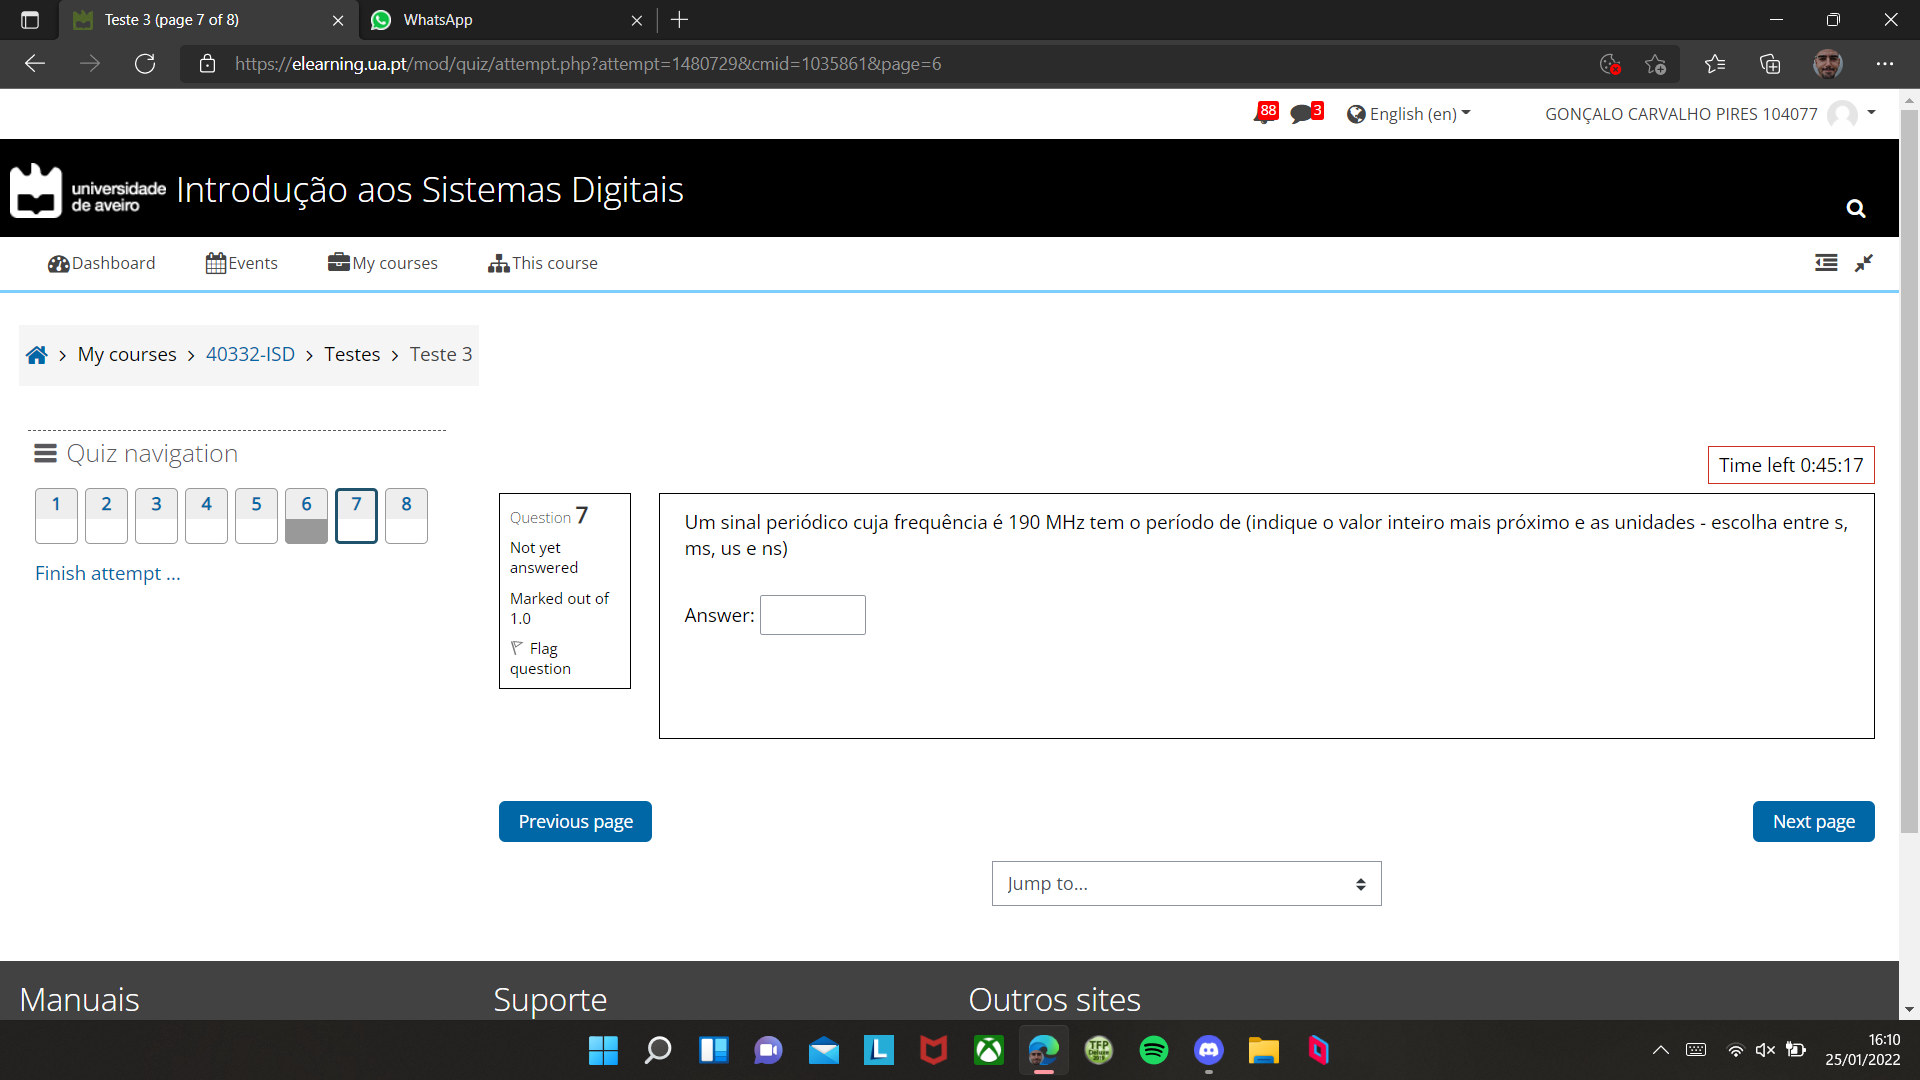 Teste 3 (page 7 of 8)
WhatsApp
https://elearning.ua.pt/mod/quiz/attempt.php?attempt=1480729&cmid=1035861&page=6
88
3
English (en)
GONÇALO CARVALHO PIRES 104077
universidade
de aveiro
Introdução aos Sistemas Digitais
Dashboard
Events
My courses
This course
My courses
40332-ISD
Testes
Teste 3
Quiz navigation
Time left 0:45:17
1
2
3
4
5
6
7
8
Finish attempt ...
Question 7
Not yet
answered
Marked out of
1.0
Flag
question
Um sinal periódico cuja frequência é 190 MHz tem o período de (indique o valor inteiro mais próximo e as unidades - escolha entre s,
ms, us e ns)
Answer:
Previous page
Next page
Jump to...
Manuais
Suporte
Outros sites
L
TFP
Deluxe
2019
16:10
25/01/2022